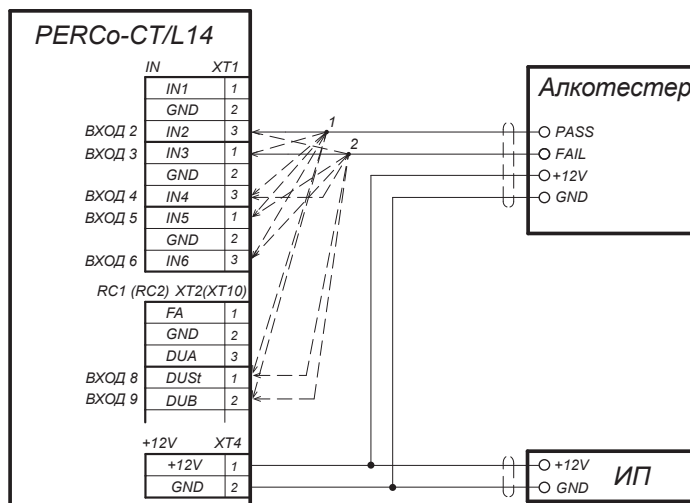 PERCo-CT/L14
IN XT1
IN1 1
GND 2
ВХОД 2 IN2 3
ВХОД 3 IN3 1
GND 2
ВХОД 4 IN4 3
ВХОД 5 IN5 1
GND 2
ВХОД 6 IN6 3
RC1 (RC2) XT2(XT10)
FA 1
GND 2
DUA 3
ВХОД 8 DUSt 1
ВХОД 9 DUB 2
+12V XT4
+12V 1
GND 2
1
2
Алкотестер
PASS
FAIL
+12V
GND
+12V
GND
ИП